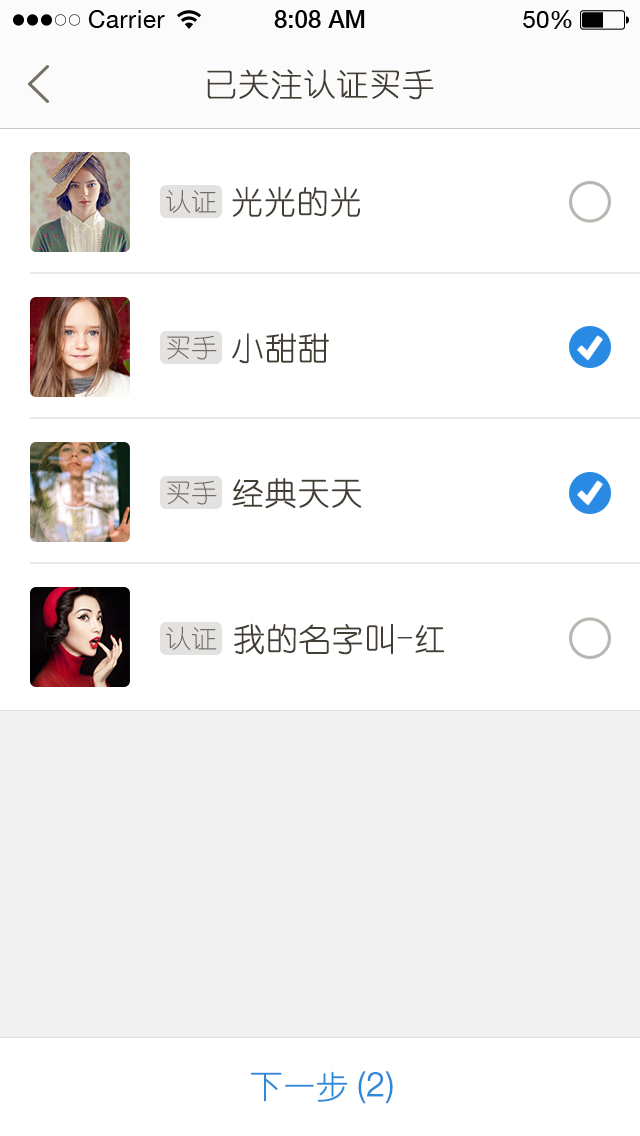 Carrier 8:08 AM 50%
已关注认证买手
认证 光光的光
买手 小甜甜
买手 经典天天
认证 我的名字叫-红
下一步 (2)